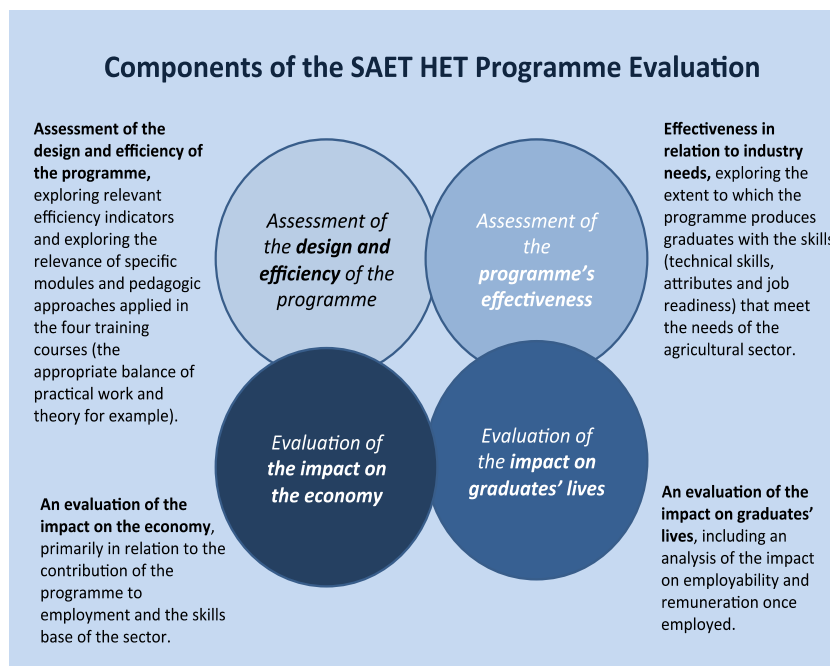 Components of the SAET HET Programme Evaluation
Assessment of the
design and efficiency of
the programme,
exploring relevant
efficiency indicators
and exploring the
relevance of specific
modules and pedagogic
approaches applied in
the four training
courses (the
appropriate balance of
practical work and
theory for example).
Assessment of
the design and
efficiency of the
programme
Assessment of
the
programme’s
effectiveness
Effectiveness in
relation to industry
needs, exploring the
extent to which the
programme produces
graduates with the skills
(technical skills,
attributes and job
readiness) that meet
the needs of the
agricultural sector.
An evaluation of the
impact on the economy,
primarily in relation to the
contribution of the
programme to
employment and the skills
base of the sector.
Evaluation of
the impact on
the economy
Evaluation of
the impact on
graduates’ lives
An evaluation of the
impact on graduates’
lives, including an
analysis of the impact
on employability and
remuneration once
employed.